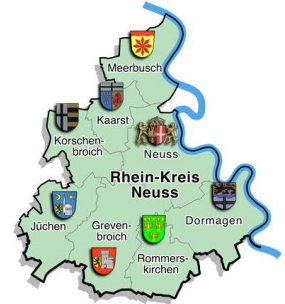 Meerbusch
Kaarst
Korschen-
broich
Neuss
Rhein-Kreis
Neuss
Jüchen
Greven-
broich
Dormagen
Rommers-
kirchen